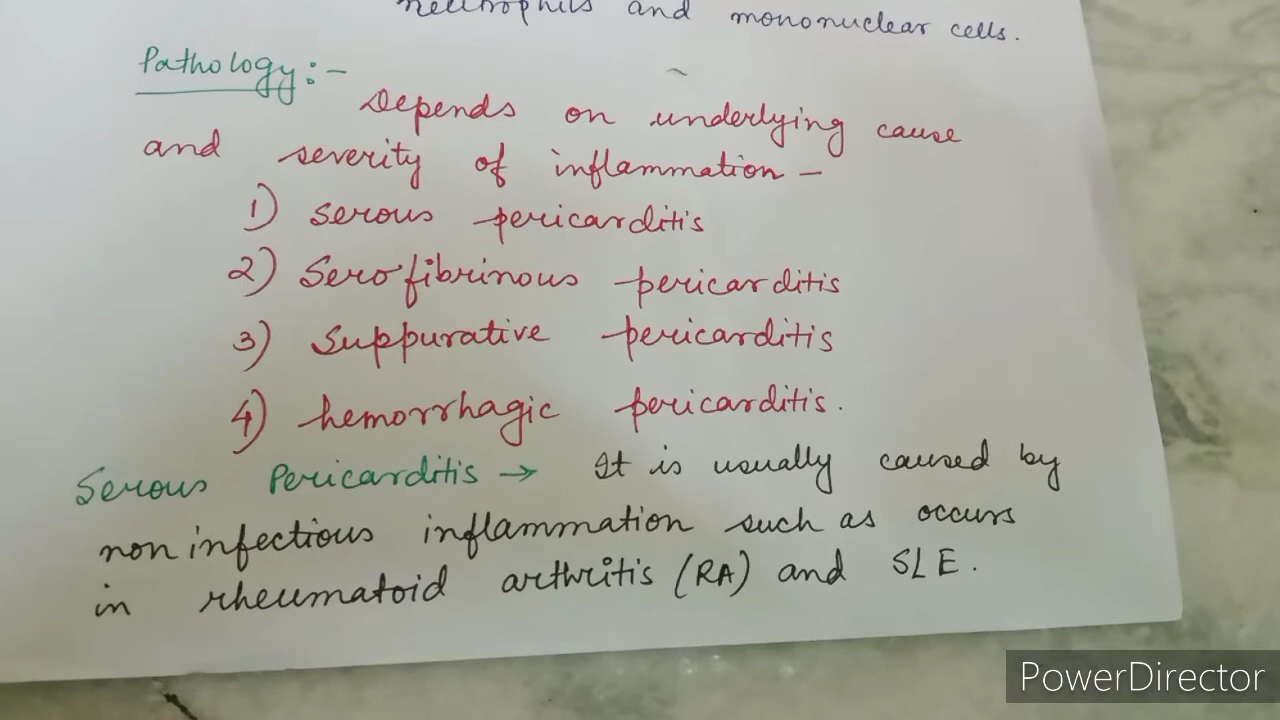 neutrophils and mononuclear cells.
Pathology:-
Depends on underlying cause
and severity of inflammation -
1) Serous pericarditis
2) Serofibrinous pericarditis
3) Suppurative pericarditis
4) hemorrhagic pericarditis.
Serous Pericarditis → It is usually caused by
non infectious inflammation such as occurs
in rheumatoid arthritis (RA) and SLE.
PowerDirector